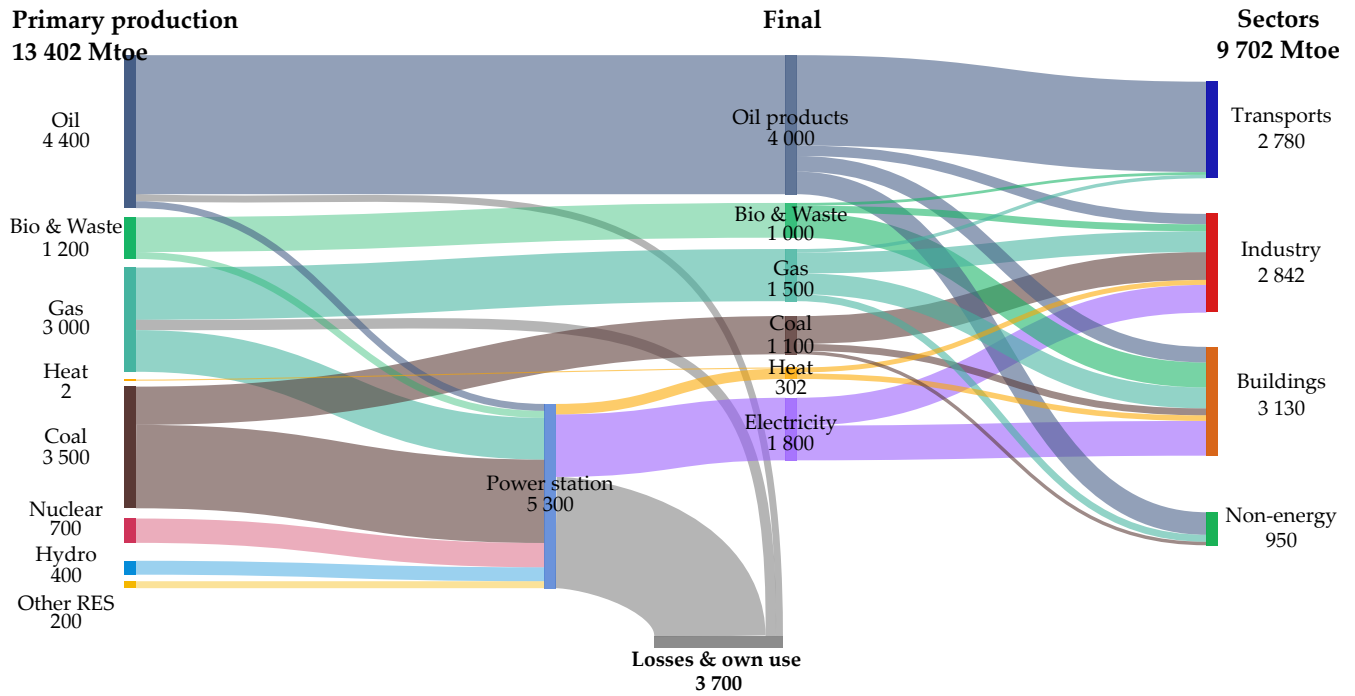 Primary production
13 402 Mtoe
Final
Sectors
9 702 Mtoe
Oil
4 400
Bio & Waste
1 200
Gas
3 000
Heat
2
Coal
3 500
Nuclear
700
Hydro
400
Other RES
200
Power station
5 300
Oil products
4 000
Bio & Waste
1 000
Gas
1 500
Coal
1 100
Heat
302
Electricity
1 800
Losses & own use
3 700
Transports
2 780
Industry
2 842
Buildings
3 130
Non-energy
950